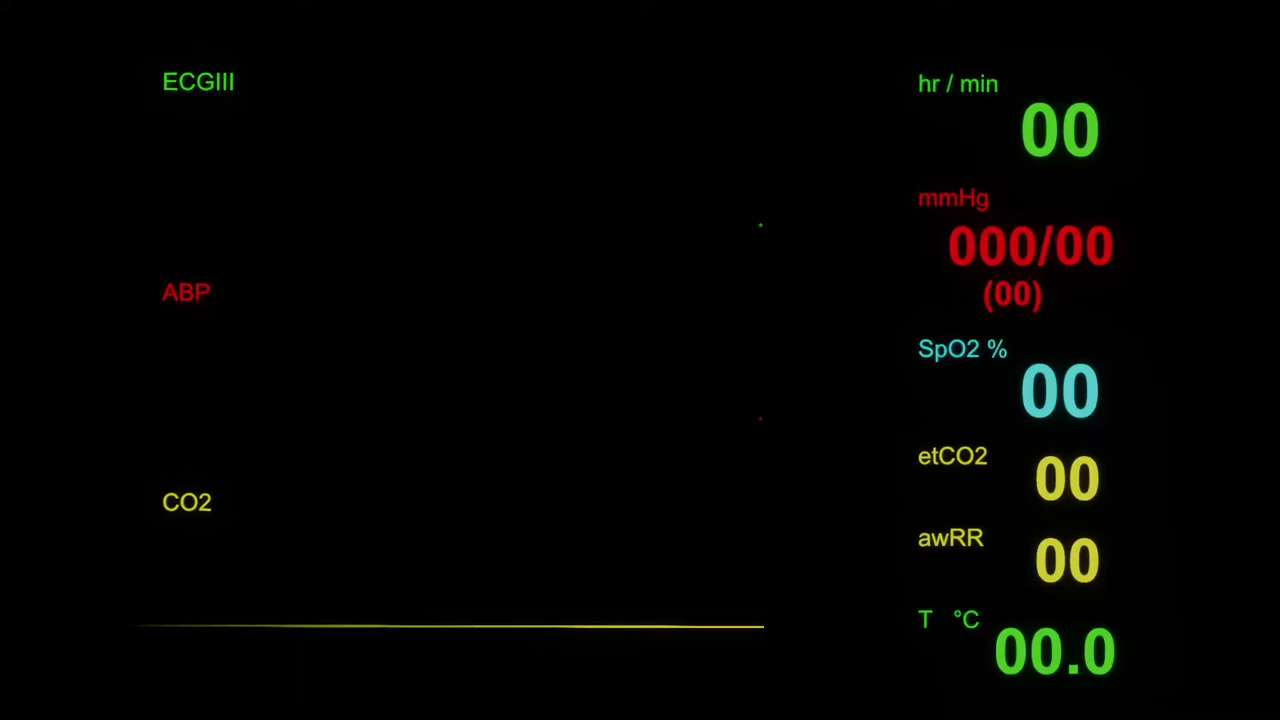 ECGIII
hr / min
00
mmHg
000/00
(00)
ABP
SpO2 %
00
etCO2
00
CO2
awRR
00
T °C
00.0